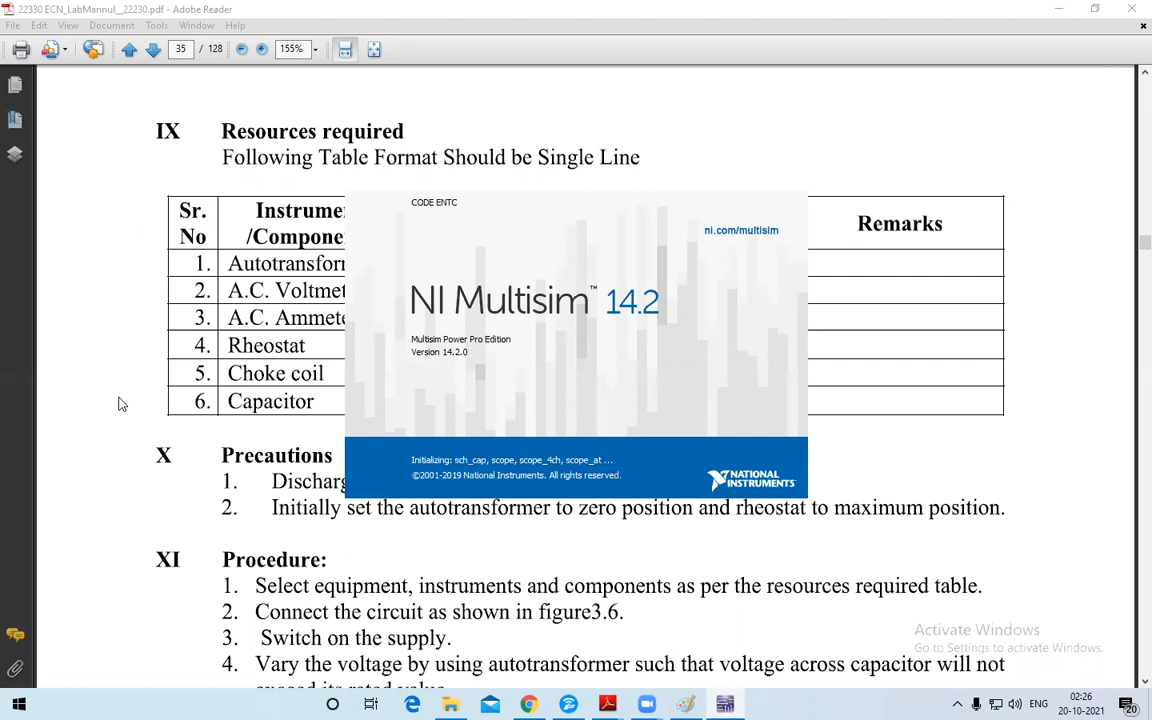 22330 ECN_LabMannul__22230.pdf - Adobe Reader
File Edit View Document Tools Window Help
35 / 128 155%
IX Resources required
Following Table Format Should be Single Line
Sr. No Instrume /Compone Remarks
1. Autotransfor
2. A.C. Voltmet
3. A.C. Ammete
4. Rheostat
5. Choke coil
6. Capacitor
CODE ENTC
ni.com/multisim
NI Multisim™ 14.2
Multisim Power Pro Edition
Version 14.2.0
Initializing: sch_cap, scope, scope_4ch, scope_at ...
©2001-2019 National Instruments. All rights reserved.
NATIONAL INSTRUMENTS
X Precautions
1. Discharg
2. Initially set the autotransformer to zero position and rheostat to maximum position.
XI Procedure:
1. Select equipment, instruments and components as per the resources required table.
2. Connect the circuit as shown in figure3.6.
3. Switch on the supply.
4. Vary the voltage by using autotransformer such that voltage across capacitor will not
exceed its rated value
Activate Windows
Go to Settings to activate Windows.
ENG
02:26
20-10-2021
20